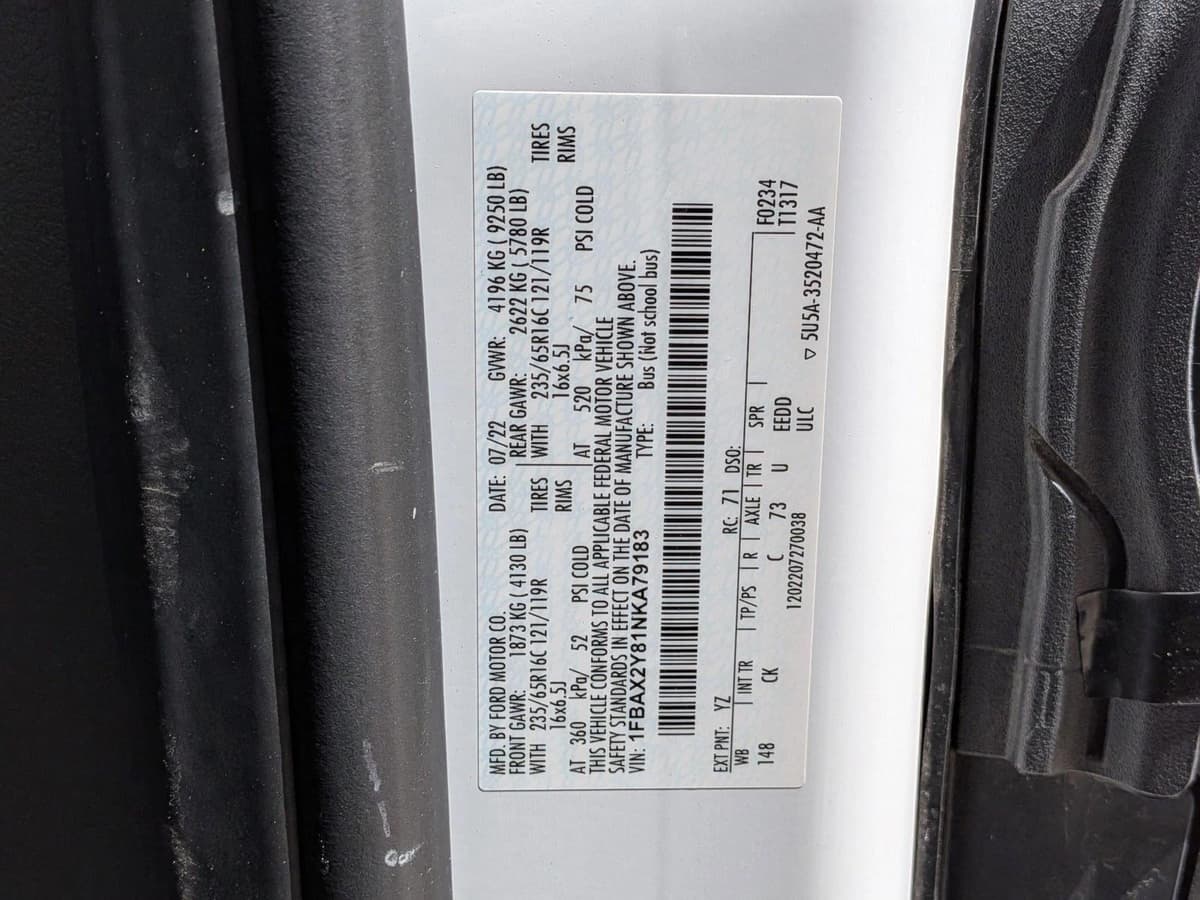 MFD. BY FORD MOTOR CO. DATE: 07/22 GVWR: 4196 KG ( 9250 LB)
FRONT GAWR: 1873 KG ( 4130 LB) REAR GAWR: 2622 KG ( 5780 LB)
WITH 235/65R16C 121/119R TIRES WITH 235/65R16C 121/119R TIRES
16x6.5J RIMS 16x6.5J RIMS
AT 360 kPa/ 52 PSI COLD AT 520 kPa/ 75 PSI COLD
THIS VEHICLE CONFORMS TO ALL APPLICABLE FEDERAL MOTOR VEHICLE
SAFETY STANDARDS IN EFFECT ON THE DATE OF MANUFACTURE SHOWN ABOVE.
VIN: 1FBAX2Y81NKA79183 TYPE: Bus (Not school bus)
EXT PNT: YZ RC: 71 DSO:
WB INT TR TP/PS R AXLE TR SPR F0234
148 CK C 73 U EEDD T1317
1202207270038 ULC
▽ 5U5A-3520472-AA